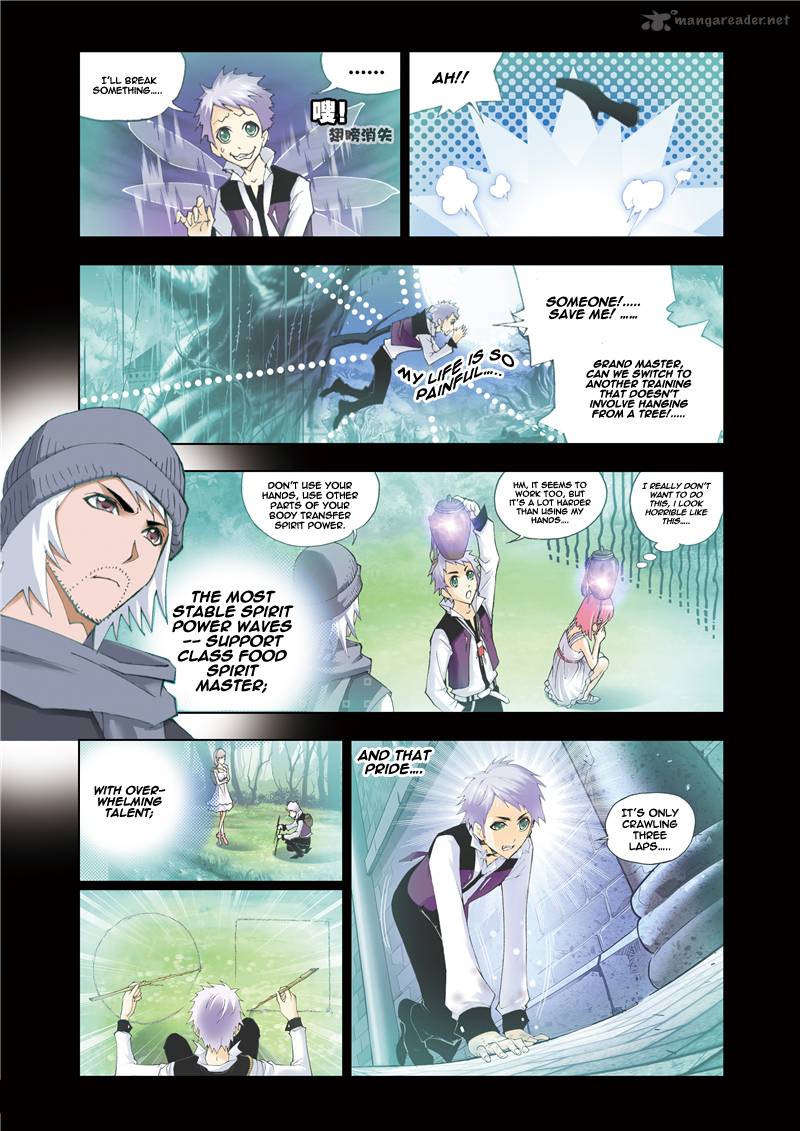 mangareader.net
I'LL BREAK
SOMETHING.....
......
嗖!
翅膀消失
AH!!
SOMEONE!.....
SAVE ME! ......
GRAND MASTER,
CAN WE SWITCH TO
ANOTHER TRAINING
THAT DOESN'T
INVOLVE HANGING
FROM A TREE!.....
MY LIFE IS SO
PAINFUL.....
DON'T USE YOUR
HANDS, USE OTHER
PARTS OF YOUR
BODY TRANSFER
SPIRIT POWER.
HM, IT SEEMS TO
WORK TOO, BUT
IT'S A LOT HARDER
THAN USING MY
HANDS....
I REALLY DON'T
WANT TO DO
THIS, I LOOK
HORRIBLE LIKE
THIS.....
THE MOST
STABLE SPIRIT
POWER WAVES
-- SUPPORT
CLASS FOOD
SPIRIT
MASTER;
WITH OVER-
WHELMING
TALENT;
AND THAT
PRIDE....
IT'S ONLY
CRAWLING
THREE
LAPS.....